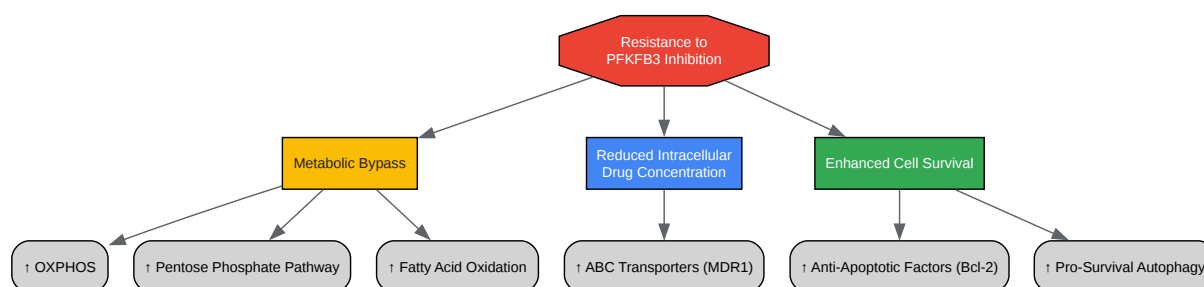 Resistance to
PFKFB3 Inhibition
Metabolic Bypass
Reduced Intracellular
Drug Concentration
Enhanced Cell Survival
↑ OXPHOS
↑ Pentose Phosphate Pathway
↑ Fatty Acid Oxidation
↑ ABC Transporters (MDR1)
↑ Anti-Apoptotic Factors (Bcl-2)
↑ Pro-Survival Autophagy